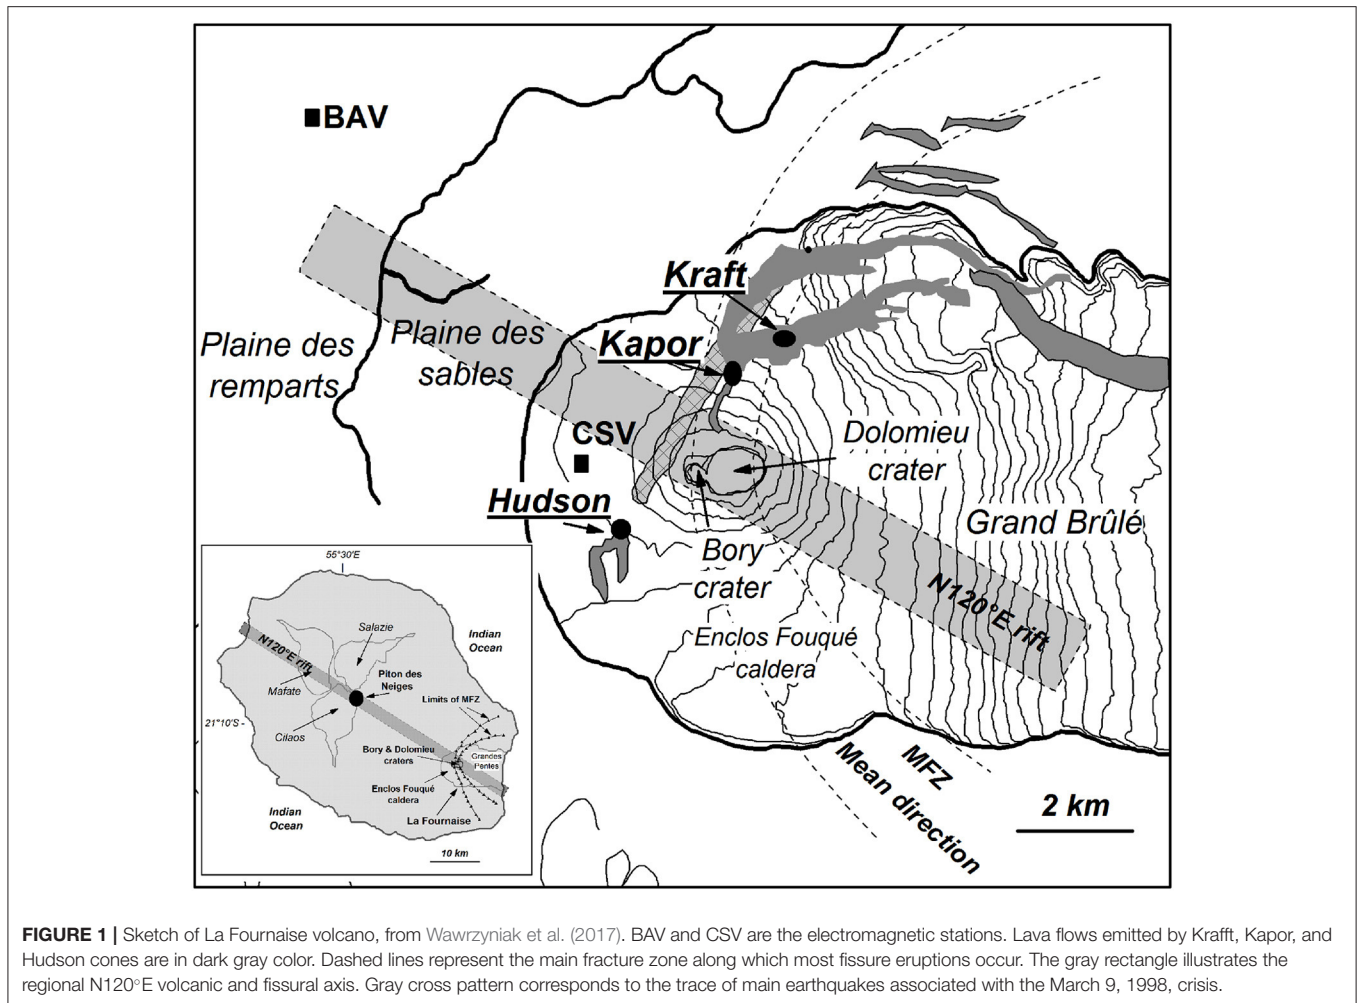 BAV
Kraft
Kapor
Plaine des
remparts
Plaine des
sables
CSV
Dolomieu
crater
Hudson
Grand Brûlé
Bory
crater
N120°E rift
Enclos Fouqué
caldera
MFZ
Mean direction
2 km
55°30'E
Salazie
Indian
Ocean
N120°E rift
Mafate
Piton des
Neiges
Limits of MFZ
21°10'S
Cilaos
Bory & Dolomieu
craters
Grandes
Pentes
Enclos Fouqué
caldera
Indian
Ocean
La Fournaise
10 km
FIGURE 1 | Sketch of La Fournaise volcano, from Wawrzyniak et al. (2017). BAV and CSV are the electromagnetic stations. Lava flows emitted by Krafft, Kapor, and
Hudson cones are in dark gray color. Dashed lines represent the main fracture zone along which most fissure eruptions occur. The gray rectangle illustrates the
regional N120°E volcanic and fissural axis. Gray cross pattern corresponds to the trace of main earthquakes associated with the March 9, 1998, crisis.